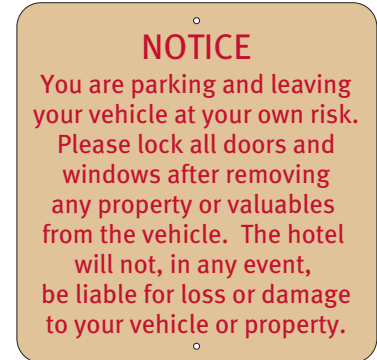 NOTICE
You are parking and leaving
your vehicle at your own risk.
Please lock all doors and
windows after removing
any property or valuables
from the vehicle.  The hotel
will not, in any event,
be liable for loss or damage
to your vehicle or property.